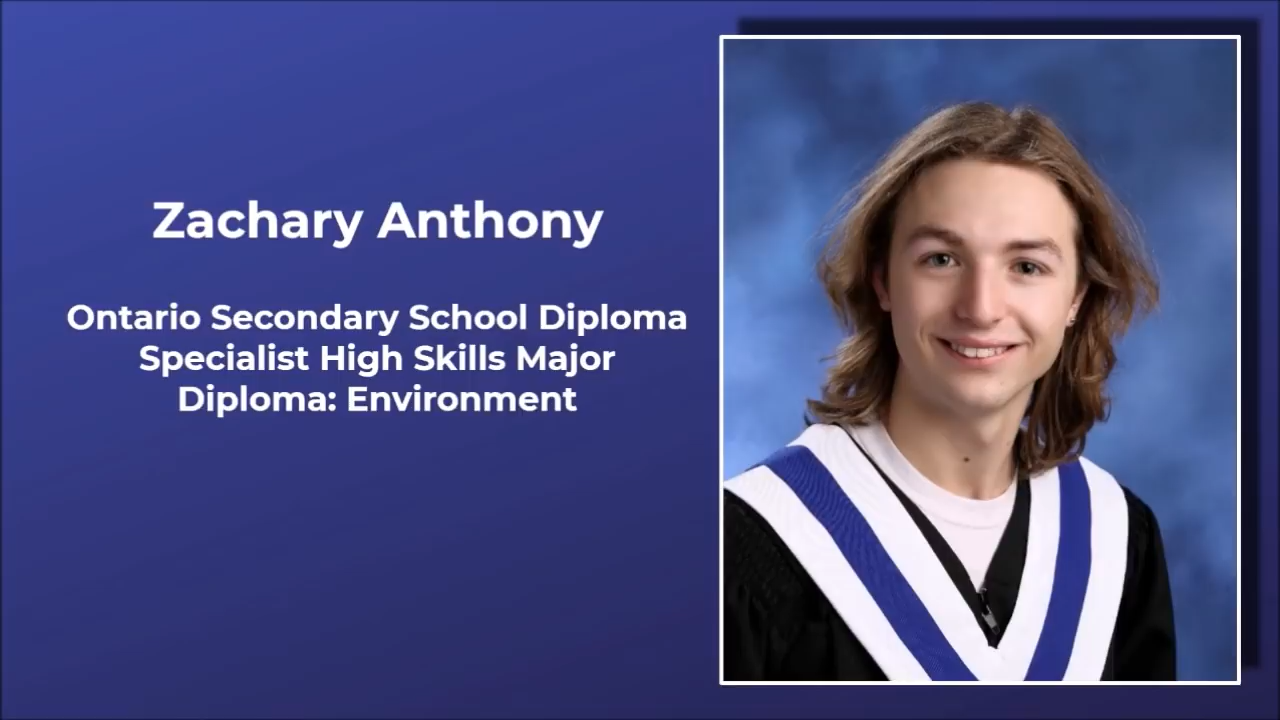 Zachary Anthony
Ontario Secondary School Diploma
Specialist High Skills Major
Diploma: Environment